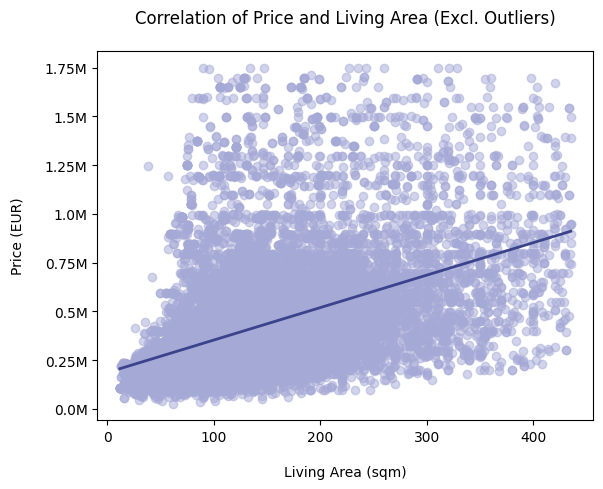 Correlation of Price and Living Area (Excl. Outliers)
Price (EUR)
1.75M
1.5M
1.25M
1.0M
0.75M
0.5M
0.25M
0.0M
0 100 200 300 400
Living Area (sqm)